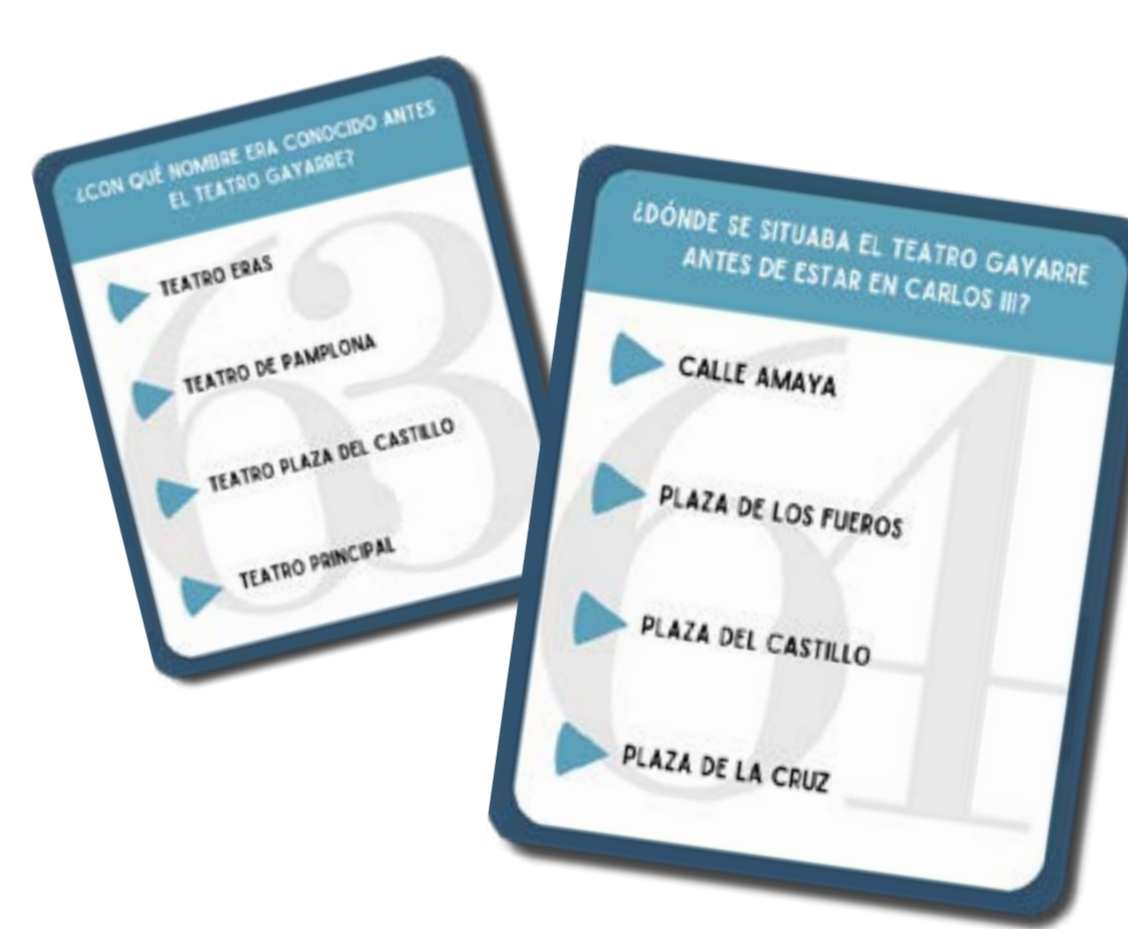 ¿CON QUÉ NOMBRE ERA CONOCIDO ANTES
EL TEATRO GAYARRE?
63
TEATRO ERAS
TEATRO DE PAMPLONA
TEATRO PLAZA DEL CASTILLO
TEATRO PRINCIPAL
¿DÓNDE SE SITUABA EL TEATRO GAYARRE
ANTES DE ESTAR EN CARLOS III?
64
CALLE AMAYA
PLAZA DE LOS FUEROS
PLAZA DEL CASTILLO
PLAZA DE LA CRUZ